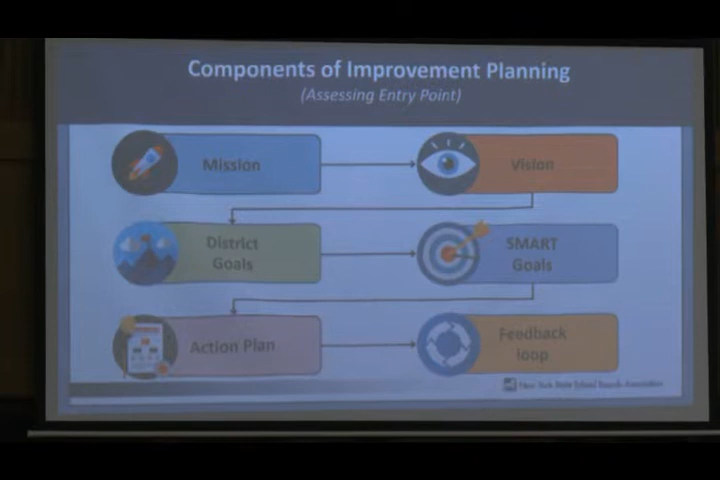 Components of Improvement Planning
(Assessing Entry Point)
Mission
Vision
District
Goals
SMART
Goals
Action Plan
Feedback
loop
New York State School Boards Association